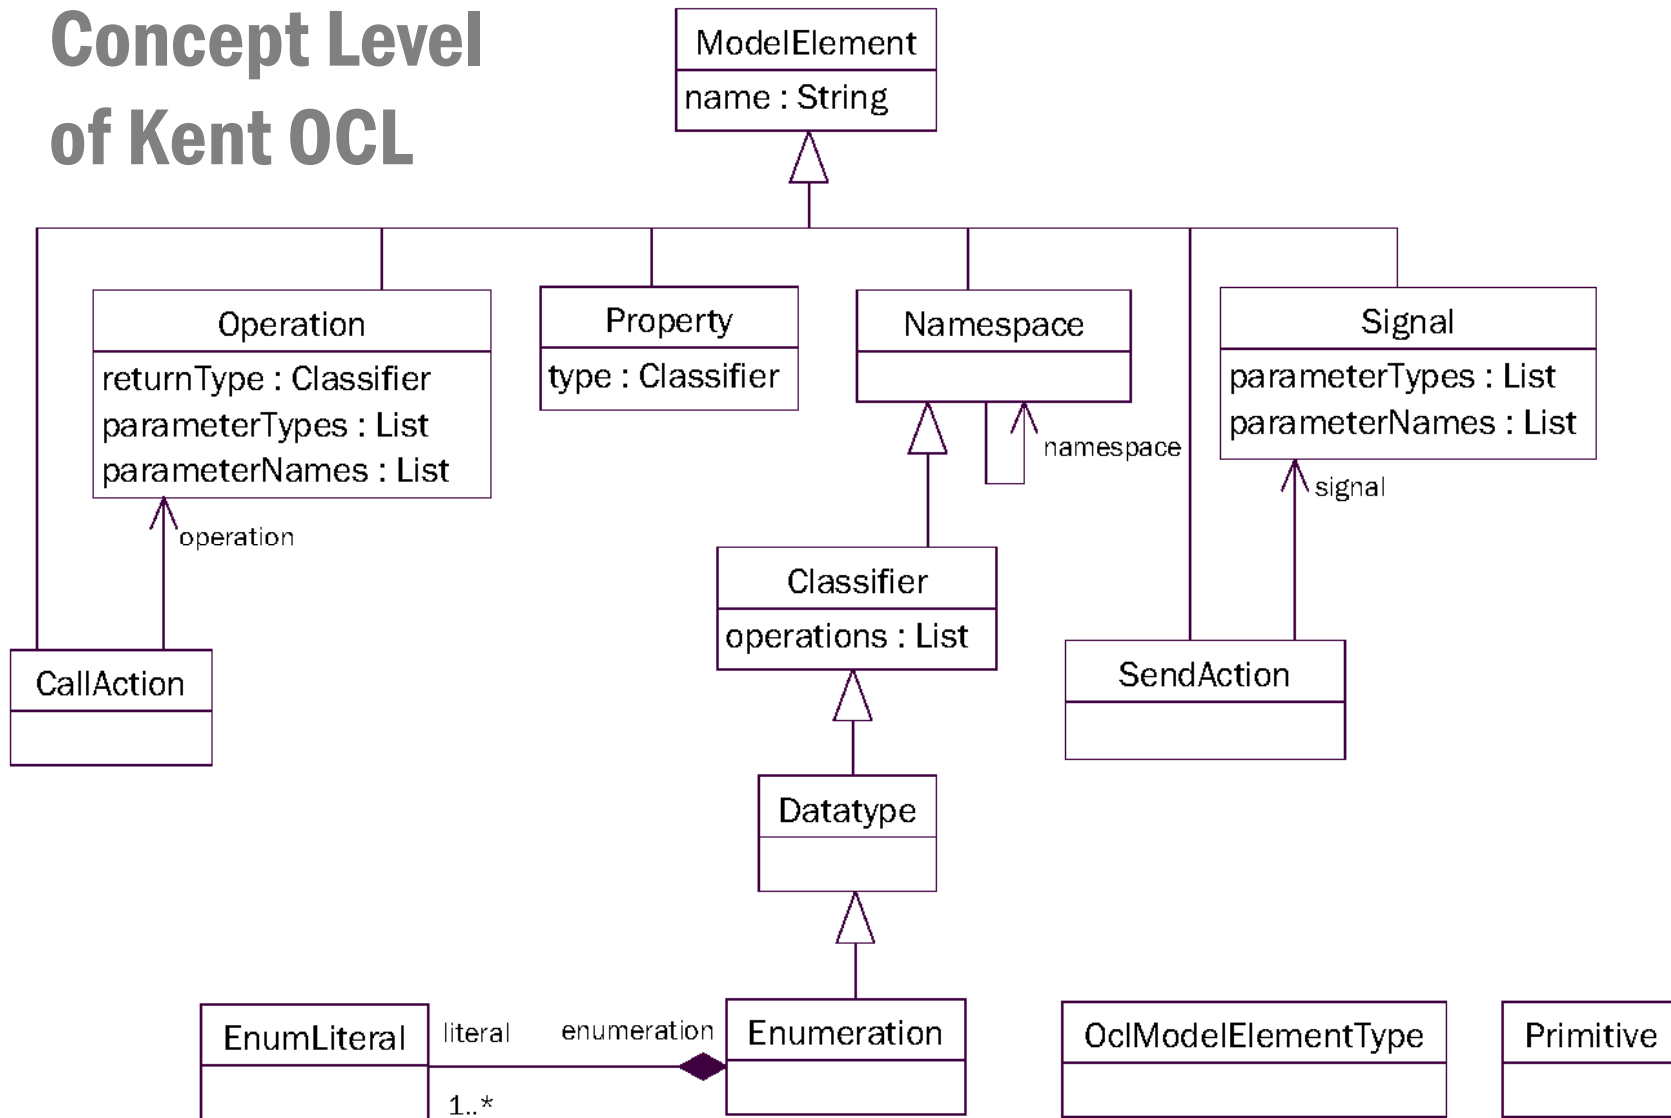 Concept Level
of Kent OCL
ModelElement
name : String
Operation
returnType : Classifier
parameterTypes : List
parameterNames : List
Property
type : Classifier
Namespace
namespace
Signal
parameterTypes : List
parameterNames : List
operation
signal
Classifier
operations : List
CallAction
SendAction
Datatype
EnumLiteral
literal
enumeration
1..*
Enumeration
OclModelElementType
Primitive